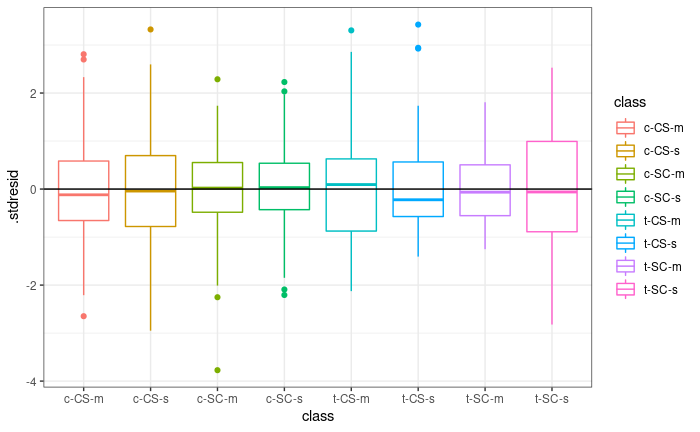 .stdresid
2
0
-2
-4
c-CS-m c-CS-s c-SC-m c-SC-s t-CS-m t-CS-s t-SC-m t-SC-s
class
class
c-CS-m
c-CS-s
c-SC-m
c-SC-s
t-CS-m
t-CS-s
t-SC-m
t-SC-s